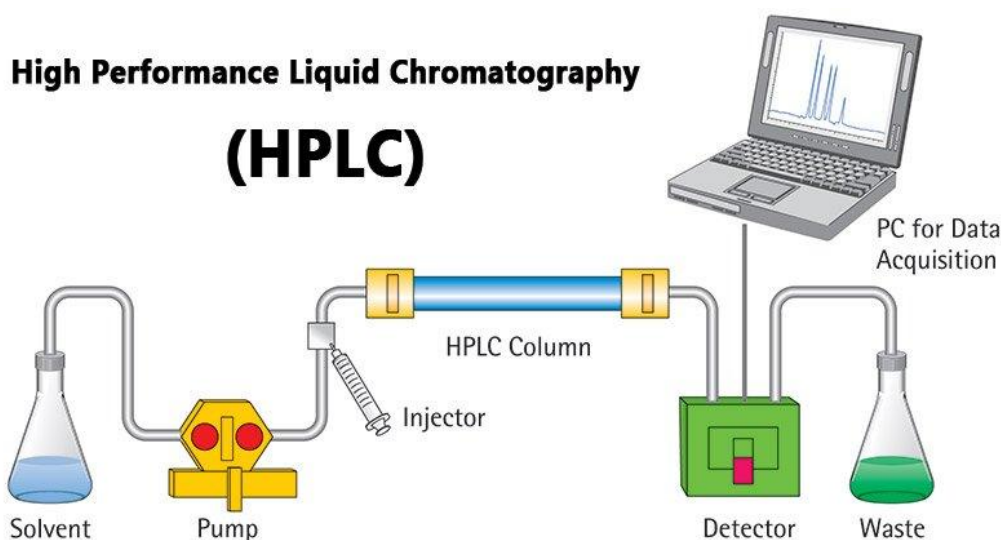 High Performance Liquid Chromatography
(HPLC)
PC for Data
Acquisition
HPLC Column
Injector
Solvent
Pump
Detector
Waste